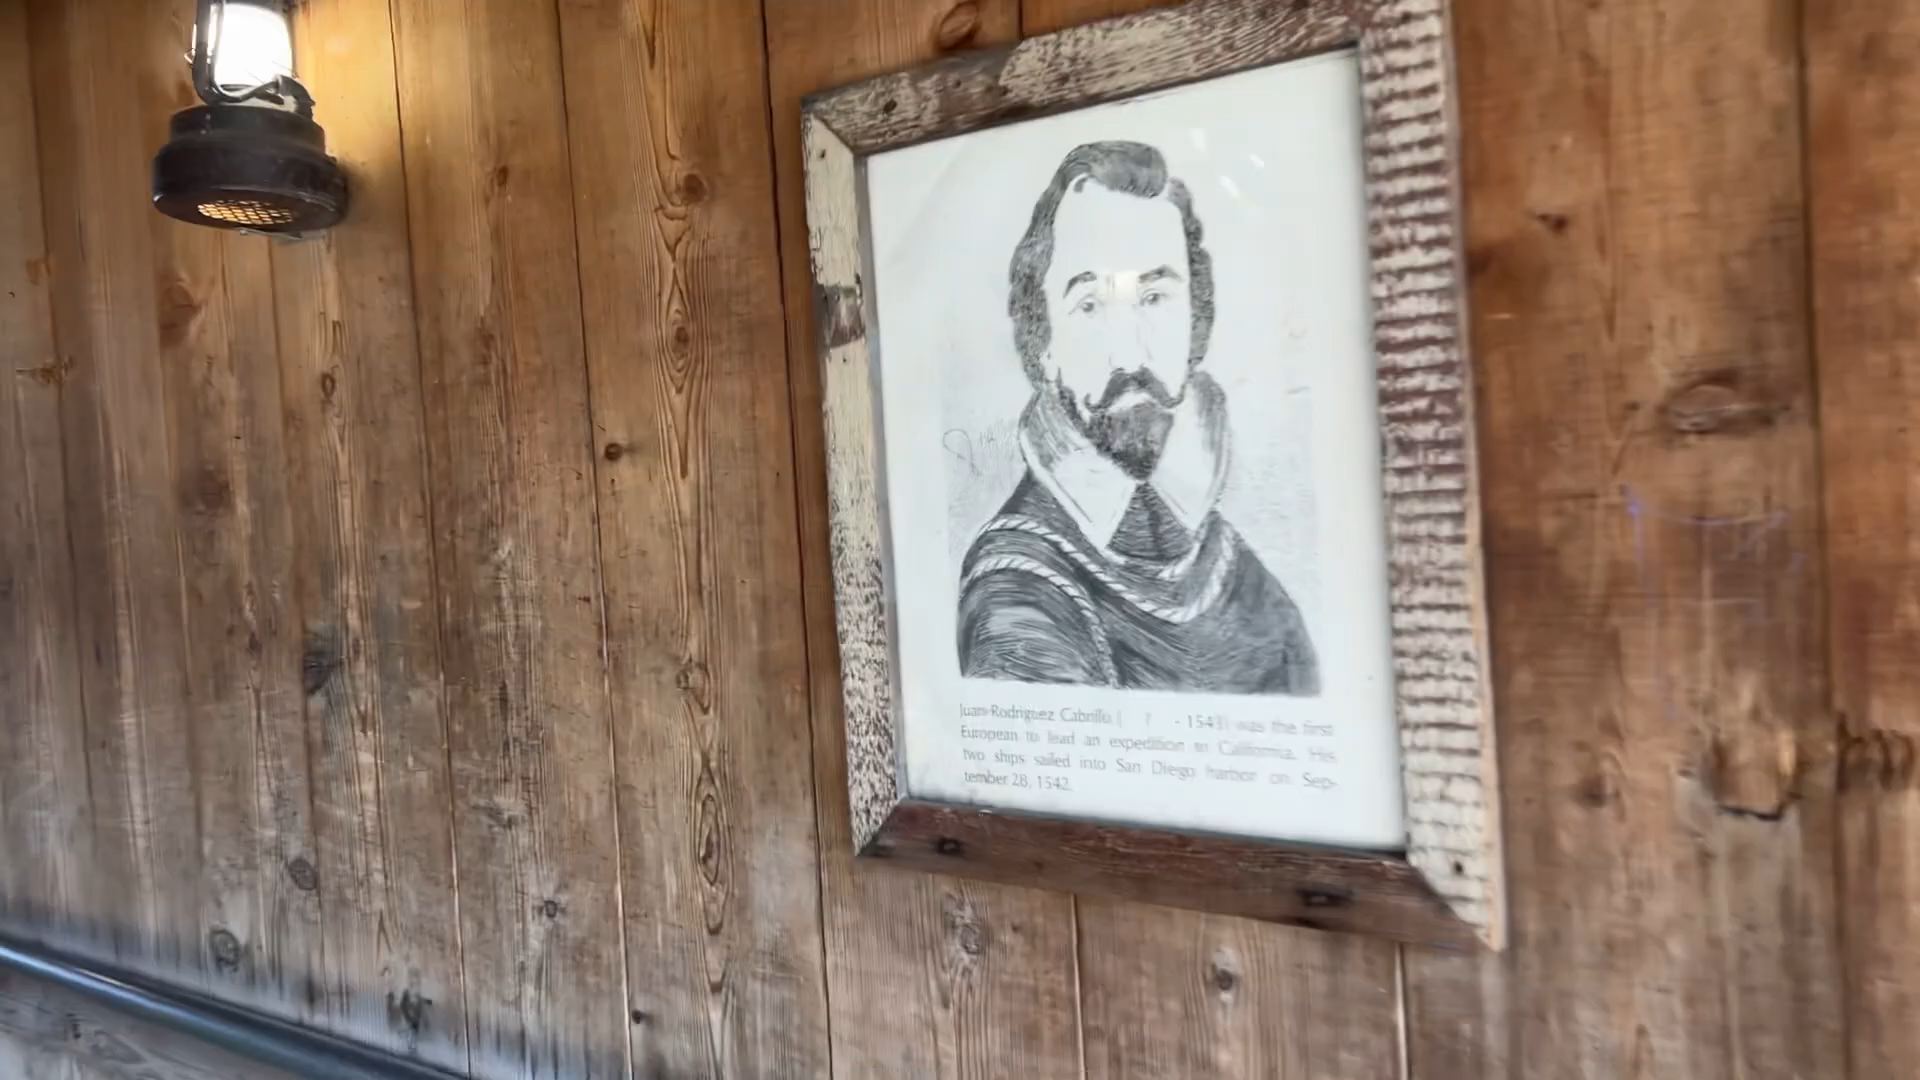 Juan Rodriguez Cabrillo ( ? - 1543) was the first
European to lead an expedition to California. His
two ships sailed into San Diego harbor on Sep-
tember 28, 1542.